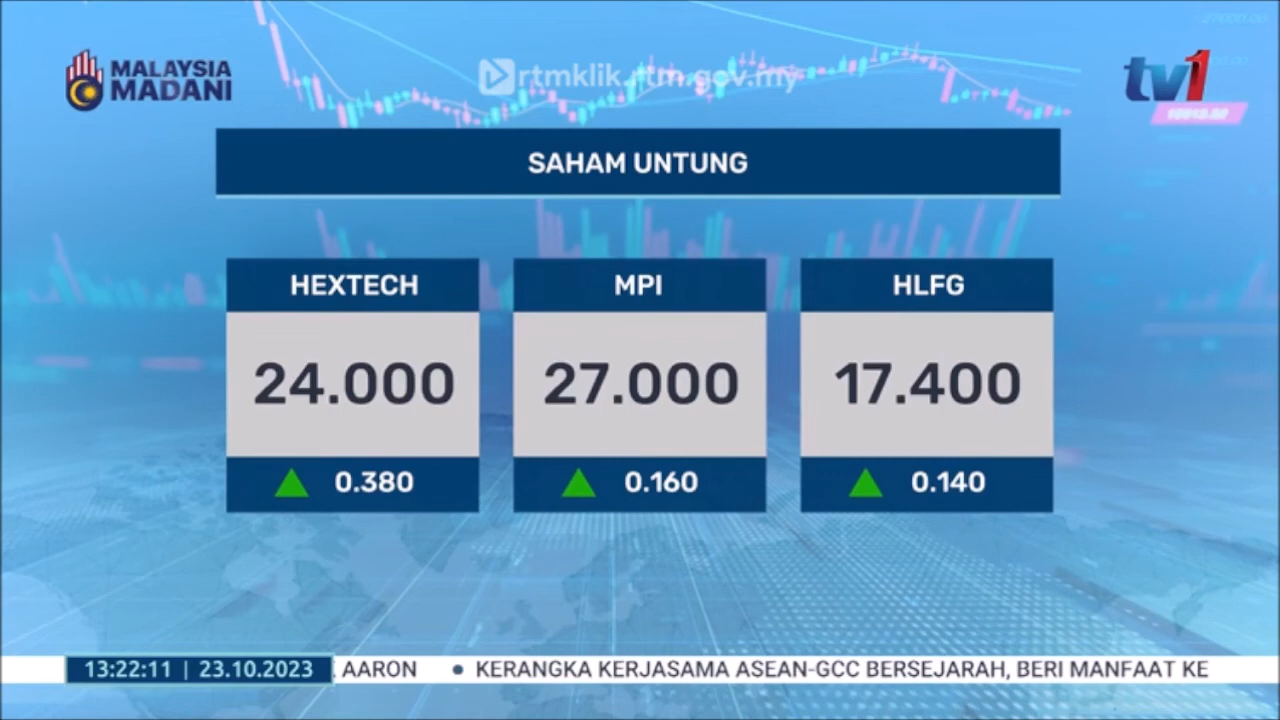 27000.00
MALAYSIA
MADANI
rtmklik.rtm.gov.my
tv1
SAHAM UNTUNG
HEXTECH
MPI
HLFG
24.000
27.000
17.400
0.380
0.160
0.140
13:22:11 | 23.10.2023
. AARON • KERANGKA KERJASAMA ASEAN-GCC BERSEJARAH, BERI MANFAAT KE